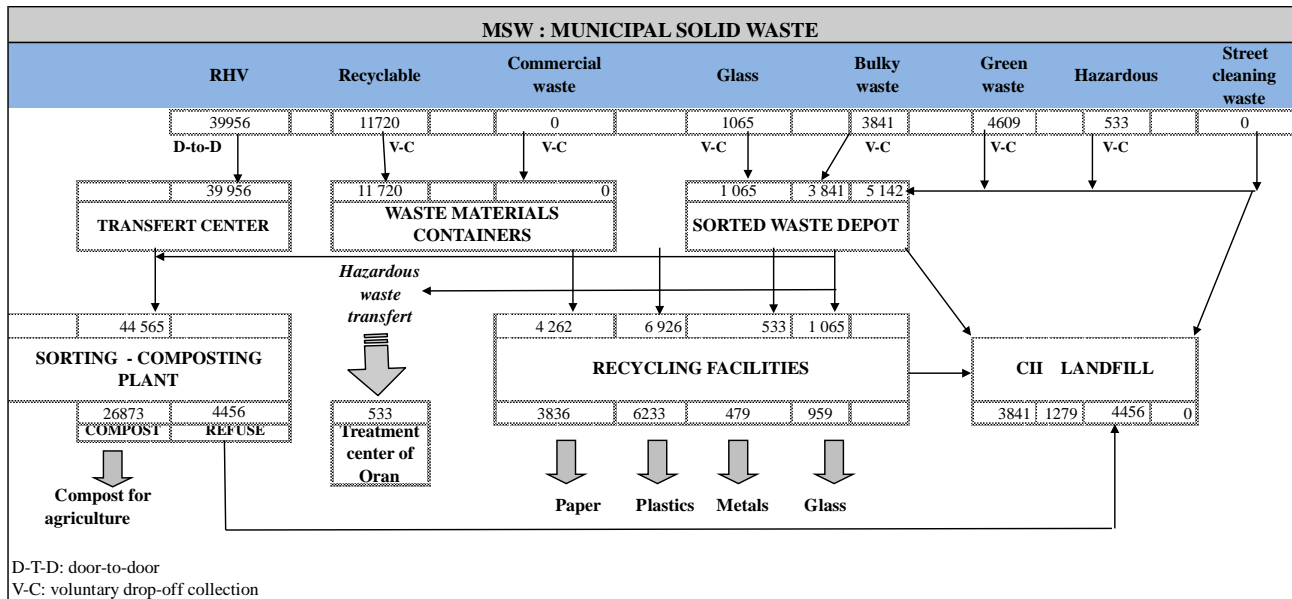 MSW : MUNICIPAL SOLID WASTE
RHV Recyclable Commercial waste Glass Bulky waste Green waste Hazardous Street cleaning waste
39956 11720 0 1065 3841 4609 533 0
D-to-D V-C V-C V-C V-C V-C V-C
39 956 11 720 0 1 065 3 841 5 142
TRANSFERT CENTER
WASTE MATERIALS
CONTAINERS
SORTED WASTE DEPOT
Hazardous
waste
transfert
44 565 4 262 6 926 533 1 065
SORTING - COMPOSTING
PLANT
RECYCLING FACILITIES
CII LANDFILL
26873 4456 533 3836 6233 479 959 3841 1279 4456 0
COMPOST REFUSE
Treatment
center of
Oran
Compost for
agriculture
Paper Plastics Metals Glass
D-T-D: door-to-door
V-C: voluntary drop-off collection